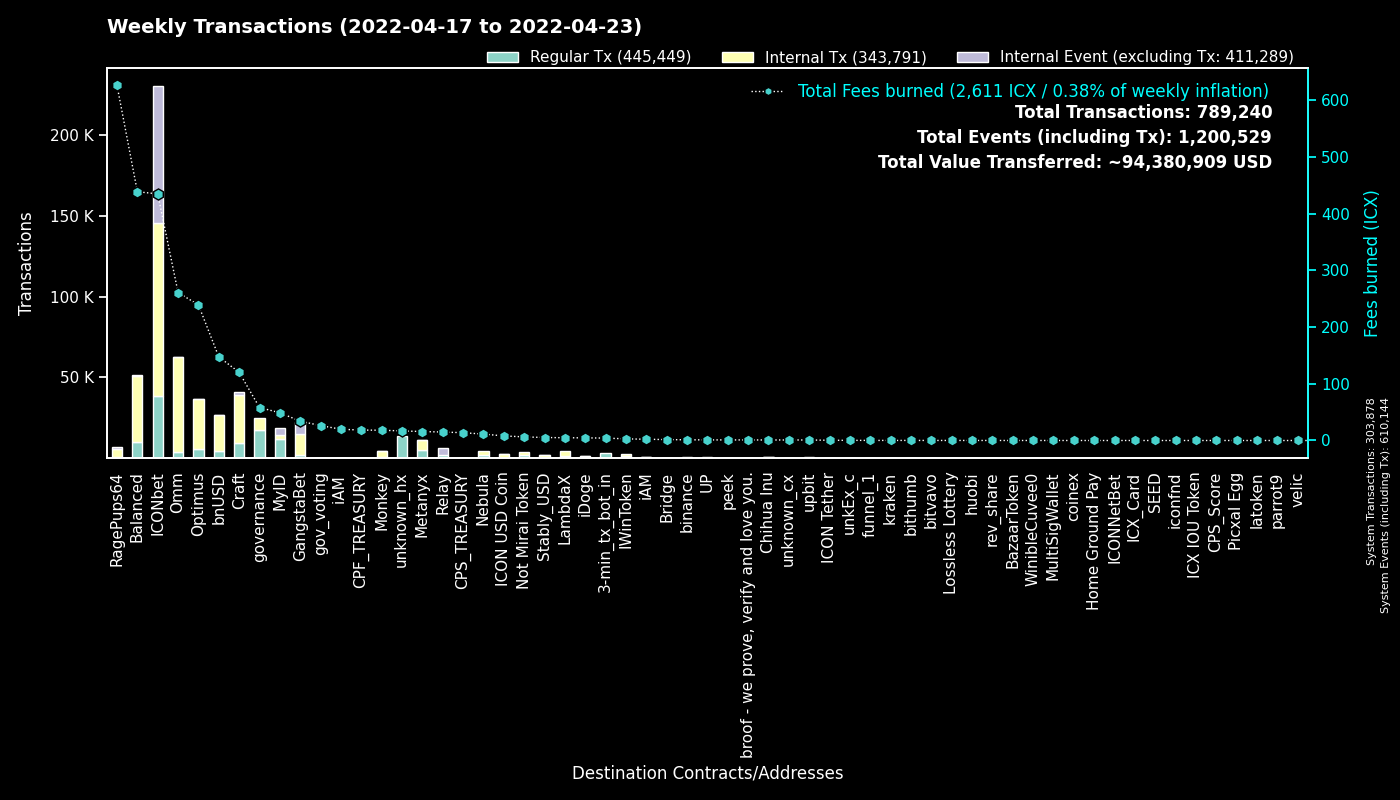 Weekly Transactions (2022-04-17 to 2022-04-23)
Regular Tx (445,449)
Internal Tx (343,791)
Internal Event (excluding Tx: 411,289)
Total Fees burned (2,611 ICX / 0.38% of weekly inflation)
Total Transactions: 789,240
Total Events (including Tx): 1,200,529
Total Value Transferred: ~94,380,909 USD
Transactions
200 K
150 K
100 K
50 K
600
500
400
300
200
100
0
Fees burned (ICX)
System Transactions: 303,878
System Events (including Tx): 610,144
RagePups64
Balanced
ICONbet
Omm
Optimus
bnUSD
Craft
governance
MyID
GangstaBet
gov_voting
iAM
CPF_TREASURY
Monkey
unknown_hx
Metanyx
Relay
CPS_TREASURY
Nebula
ICON USD Coin
Not Mirai Token
Stably_USD
LambdaX
iDoge
3-min_tx_bot_in
IWinToken
iAM
Bridge
binance
UP
peek
broof - we prove, verify and love you.
Chihua Inu
unknown_cx
upbit
ICON Tether
unkEx_c
funnel_1
kraken
bithumb
bitvavo
Lossless Lottery
huobi
rev_share
BazaarToken
WinibleCuvee0
MultiSigWallet
coinex
Home Ground Pay
ICONNetBet
ICX_Card
SEED
iconfnd
ICX IOU Token
CPS_Score
Picxal Egg
latoken
parrot9
velic
Destination Contracts/Addresses